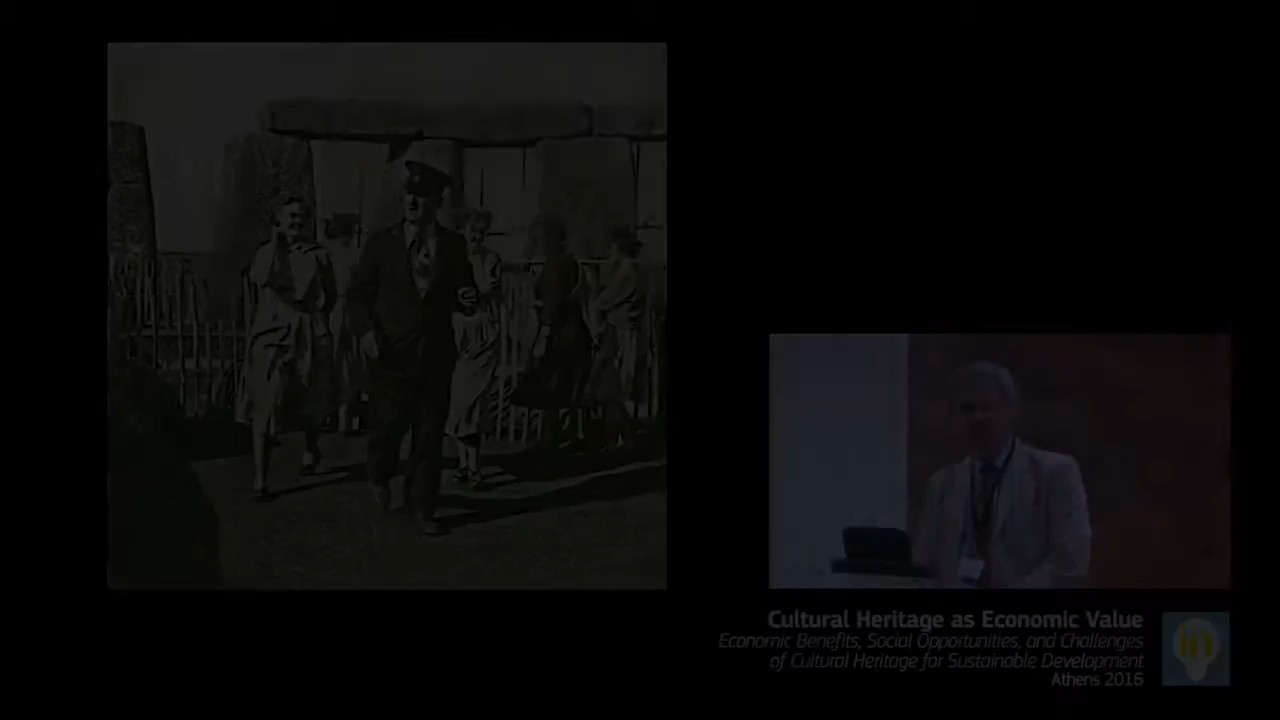 Cultural Heritage as Economic Value
Economic Benefits, Social Opportunities, and Challenges
of Cultural Heritage for Sustainable Development
Athens 2016
in